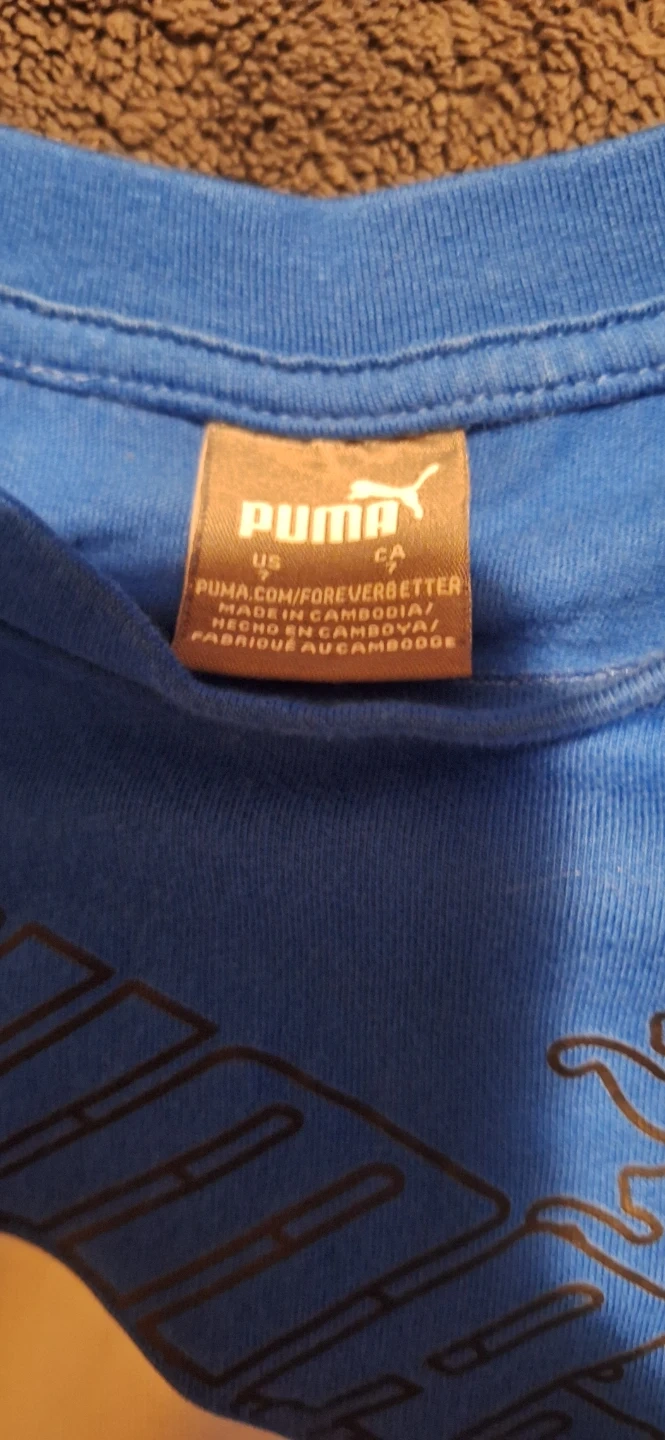 PUMA
US CA
7 7
PUMA.COM/FOREVERBETTER
MADE IN CAMBODIA/
HECHO EN CAMBOYA/
FABRIQUÉ AU CAMBODGE